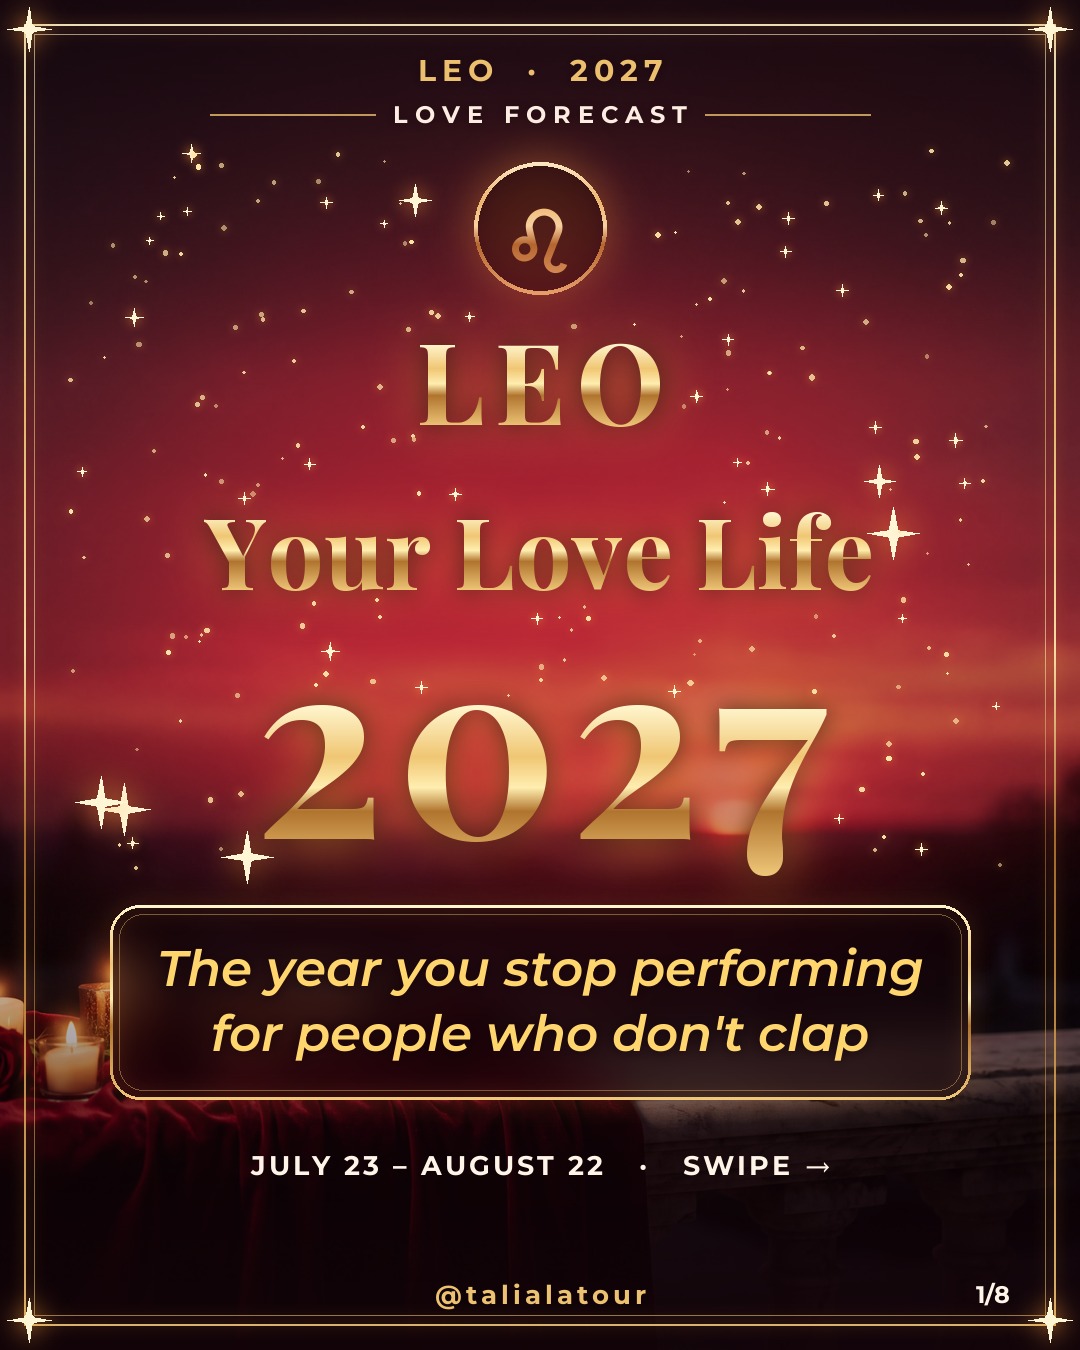 LEO · 2027
LOVE FORECAST
♌
LEO
Your Love Life
2027
The year you stop performing
for people who don't clap
JULY 23 – AUGUST 22 · SWIPE →
@talialatour
1/8